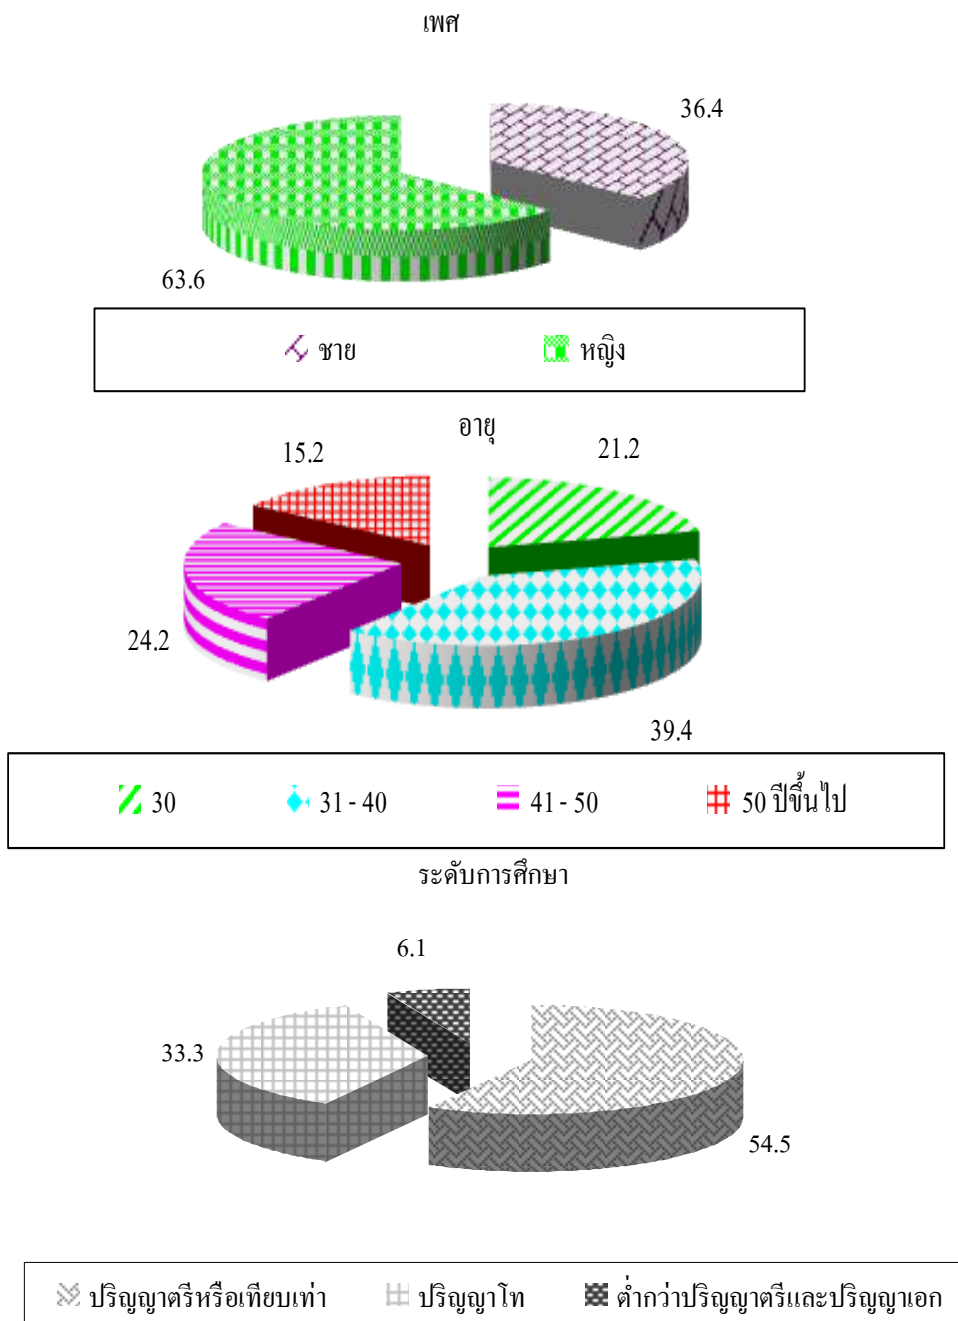 เพศ
36.4
63.6
ชาย หญิง
อายุ
15.2 21.2
24.2
39.4
30 31 - 40 41 - 50 50 ปีขึ้นไป
ระดับการศึกษา
6.1
33.3
54.5
ปริญญาตรีหรือเทียบเท่า ปริญญาโท ต่ำกว่าปริญญาตรีและปริญญาเอก